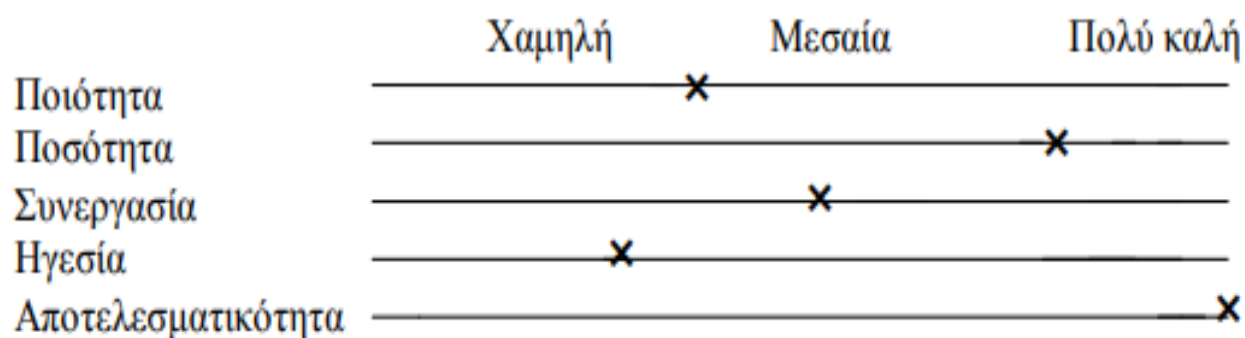 Χαμηλή Μεσαία Πολύ καλή
Ποιότητα
Ποσότητα
Συνεργασία
Ηγεσία
Αποτελεσματικότητα